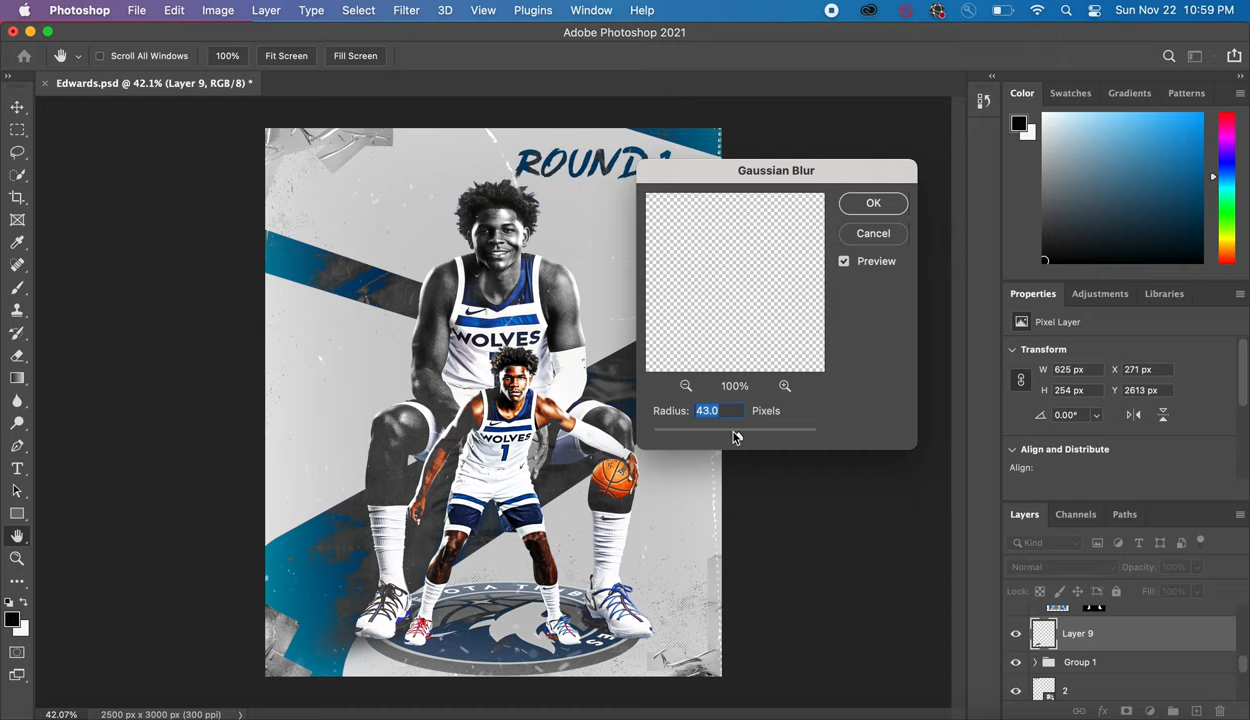 Photoshop File Edit Image Layer Type Select Filter 3D View Plugins Window Help Sun Nov 22 10:59 PM
Adobe Photoshop 2021
Scroll All Windows 100% Fit Screen Fill Screen
Edwards.psd @ 42.1% (Layer 9, RGB/8) *
Color Swatches Gradients Patterns
ROUND 1
Gaussian Blur
OK
Cancel
Preview
100%
Radius: 43.0 Pixels
WOLVES
WOLVES
1
Properties Adjustments Libraries
Pixel Layer
Transform
W 625 px X 271 px
H 254 px Y 2613 px
0.00°
Align and Distribute
Align:
Layers Channels Paths
Kind
Normal Opacity: 100%
Lock: Fill: 100%
Layer 9
Group 1
2
42.07% 2500 px x 3000 px (300 ppi)